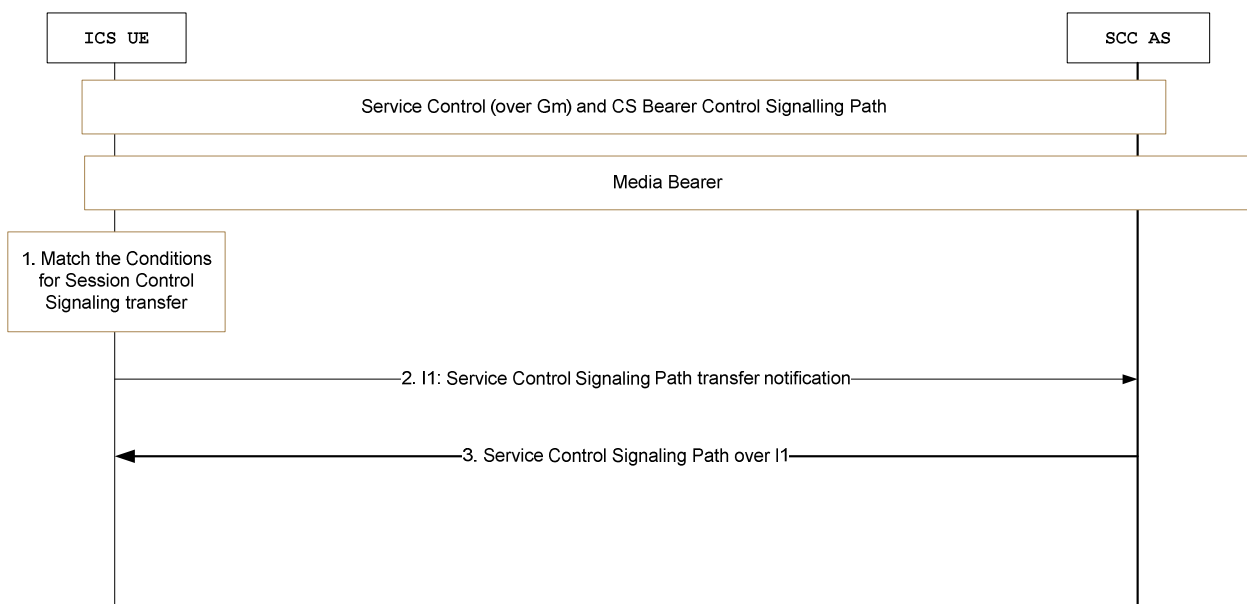 ICS UE
SCC AS
Service Control (over Gm) and CS Bearer Control Signalling Path
Media Bearer
1. Match the Conditions
for Session Control
Signaling transfer
2. I1: Service Control Signaling Path transfer notification
3. Service Control Signaling Path over I1